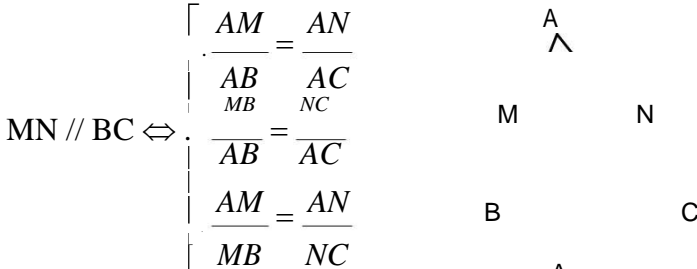 AM/AB = AN/AC
MN // BC ⇔ MB/AB = NC/AC
AM/MB = AN/NC
A
M N
B C
A